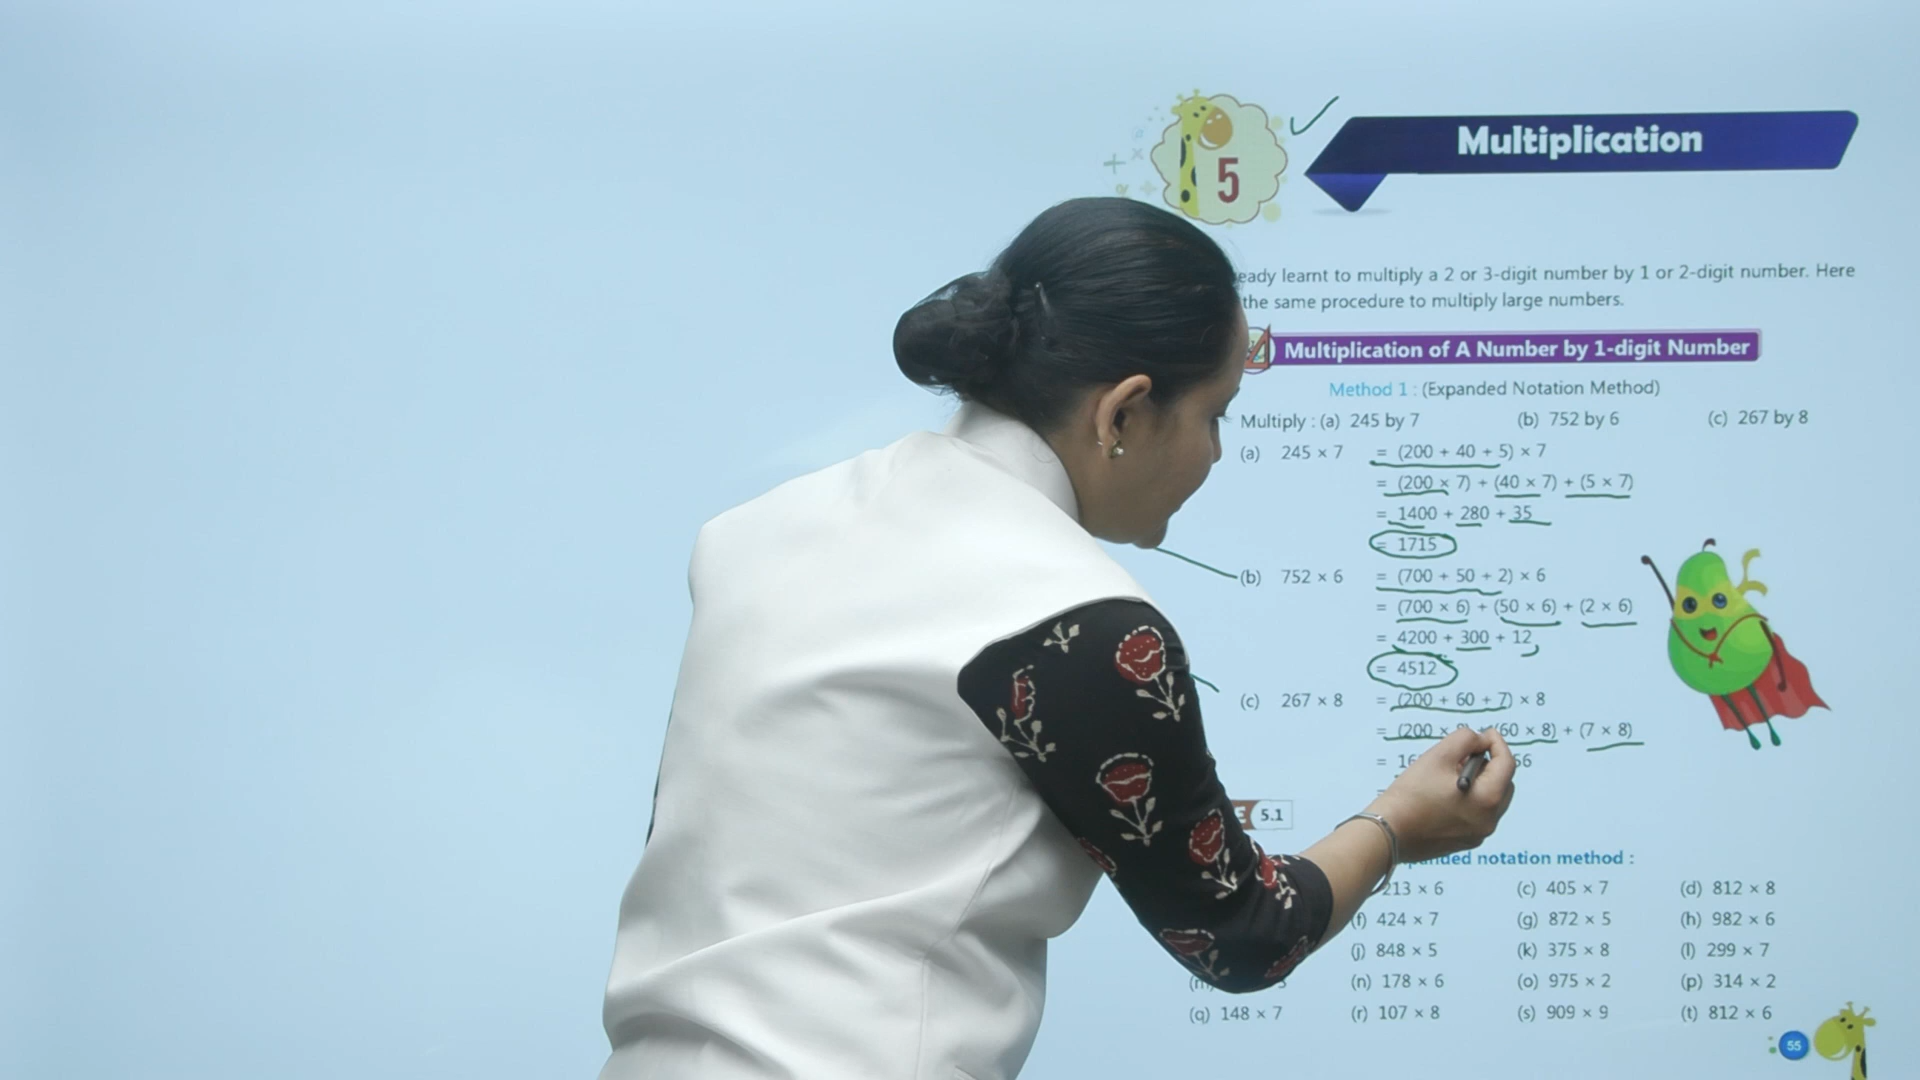 5
Multiplication
learnt to multiply a 2 or 3-digit number by 1 or 2-digit number. Here
the same procedure to multiply large numbers.
Multiplication of A Number by 1-digit Number
Method 1 : (Expanded Notation Method)
Multiply : (a) 245 by 7 (b) 752 by 6 (c) 267 by 8
(a) 245 × 7 = (200 + 40 + 5) × 7
= (200 × 7) + (40 × 7) + (5 × 7)
= 1400 + 280 + 35
= 1715
(b) 752 × 6 = (700 + 50 + 2) × 6
= (700 × 6) + (50 × 6) + (2 × 6)
= 4200 + 300 + 12
= 4512
(c) 267 × 8 = (200 + 60 + 7) × 8
= (200 × 8) + (60 × 8) + (7 × 8)
=
5.1
notation method :
213 × 6 (c) 405 × 7 (d) 812 × 8
(f) 424 × 7 (g) 872 × 5 (h) 982 × 6
(j) 848 × 5 (k) 375 × 8 (l) 299 × 7
(n) 178 × 6 (o) 975 × 2 (p) 314 × 2
(q) 148 × 7 (r) 107 × 8 (s) 909 × 9 (t) 812 × 6
55